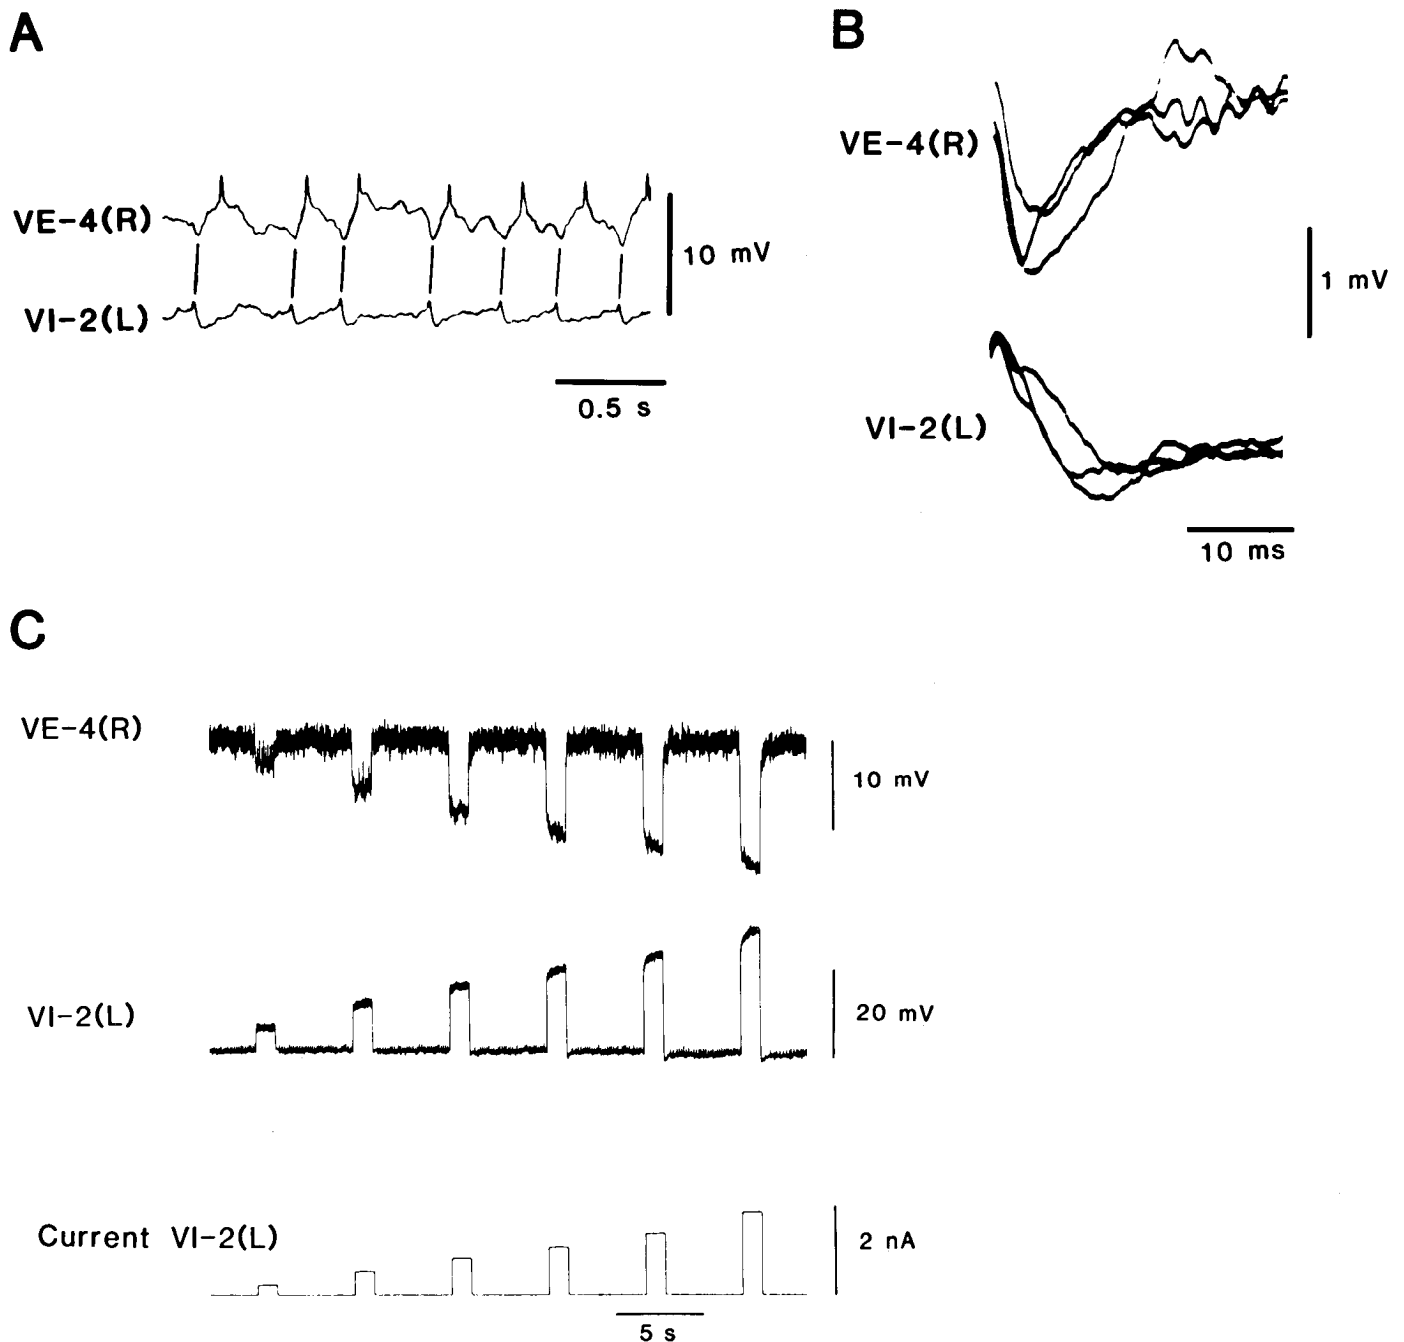 A
VE-4(R)
VI-2(L)
10 mV
0.5 s
B
VE-4(R)
VI-2(L)
1 mV
10 ms
C
VE-4(R)
10 mV
VI-2(L)
20 mV
Current VI-2(L)
2 nA
5 s